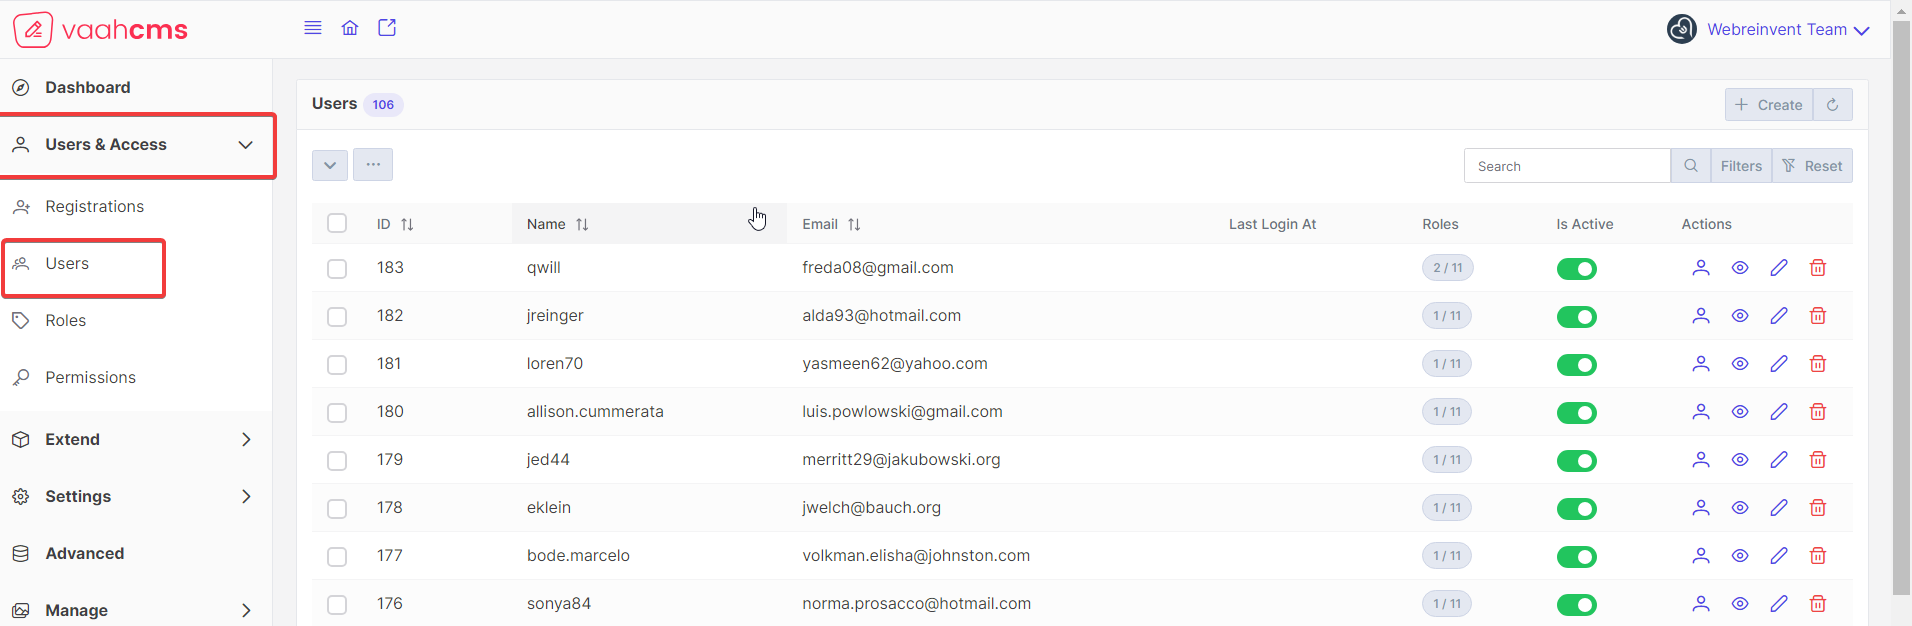 vaahcms
Webreinvent Team
Dashboard
Users & Access
Registrations
Users
Roles
Permissions
Extend
Settings
Advanced
Manage
Users 106
Create
Search
Filters
Reset
ID Name Email Last Login At Roles Is Active Actions
183 qwill freda08@gmail.com 2 / 11
182 jreinger alda93@hotmail.com 1 / 11
181 loren70 yasmeen62@yahoo.com 1 / 11
180 allison.cummerata luis.powlowski@gmail.com 1 / 11
179 jed44 merritt29@jakubowski.org 1 / 11
178 eklein jwelch@bauch.org 1 / 11
177 bode.marcelo volkman.elisha@johnston.com 1 / 11
176 sonya84 norma.prosacco@hotmail.com 1 / 11